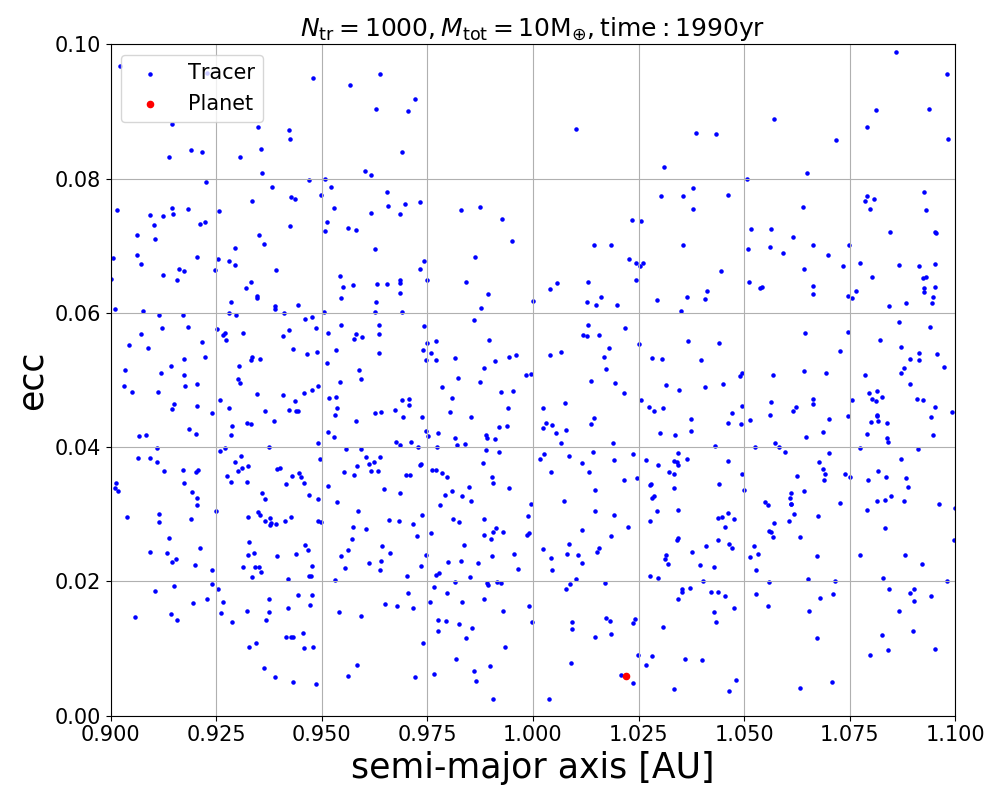 N_tr = 1000, M_tot = 10M_⊕, time : 1990yr
0.10
0.08
0.06
0.04
0.02
0.00
ecc
Tracer
Planet
0.900 0.925 0.950 0.975 1.000 1.025 1.050 1.075 1.100
semi-major axis [AU]